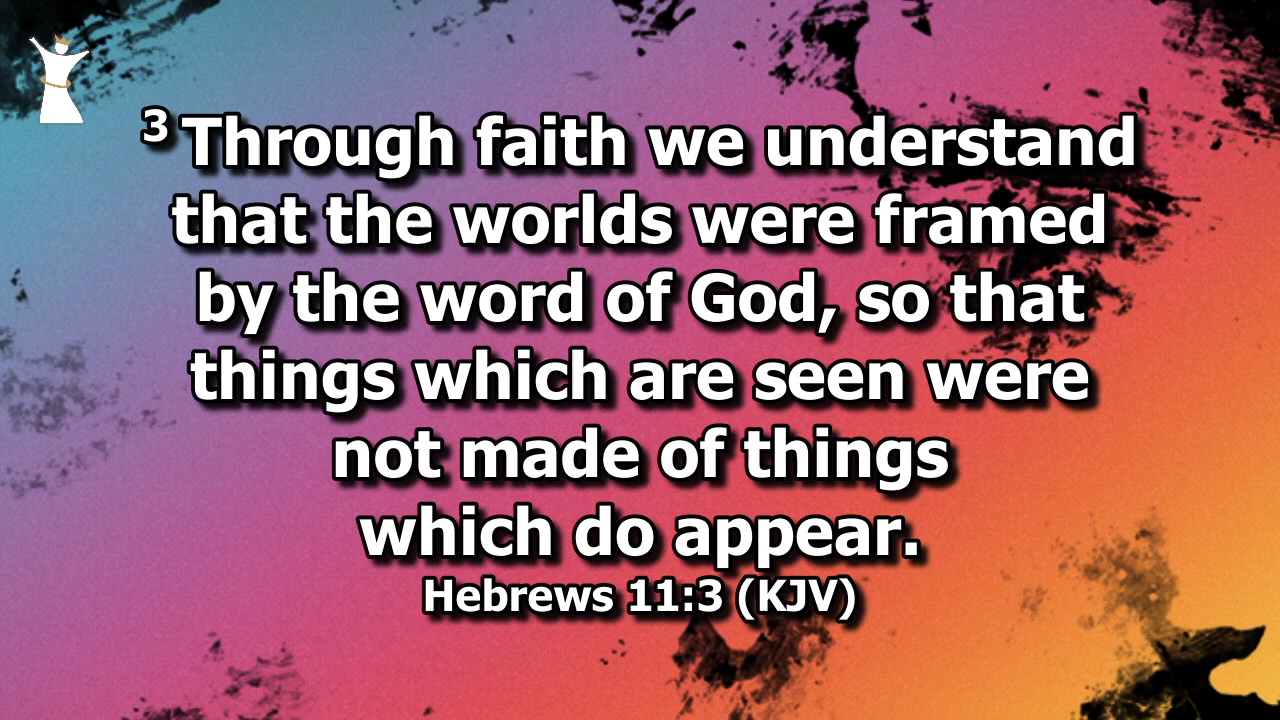 3 Through faith we understand
that the worlds were framed
by the word of God, so that
things which are seen were
not made of things
which do appear.
Hebrews 11:3 (KJV)